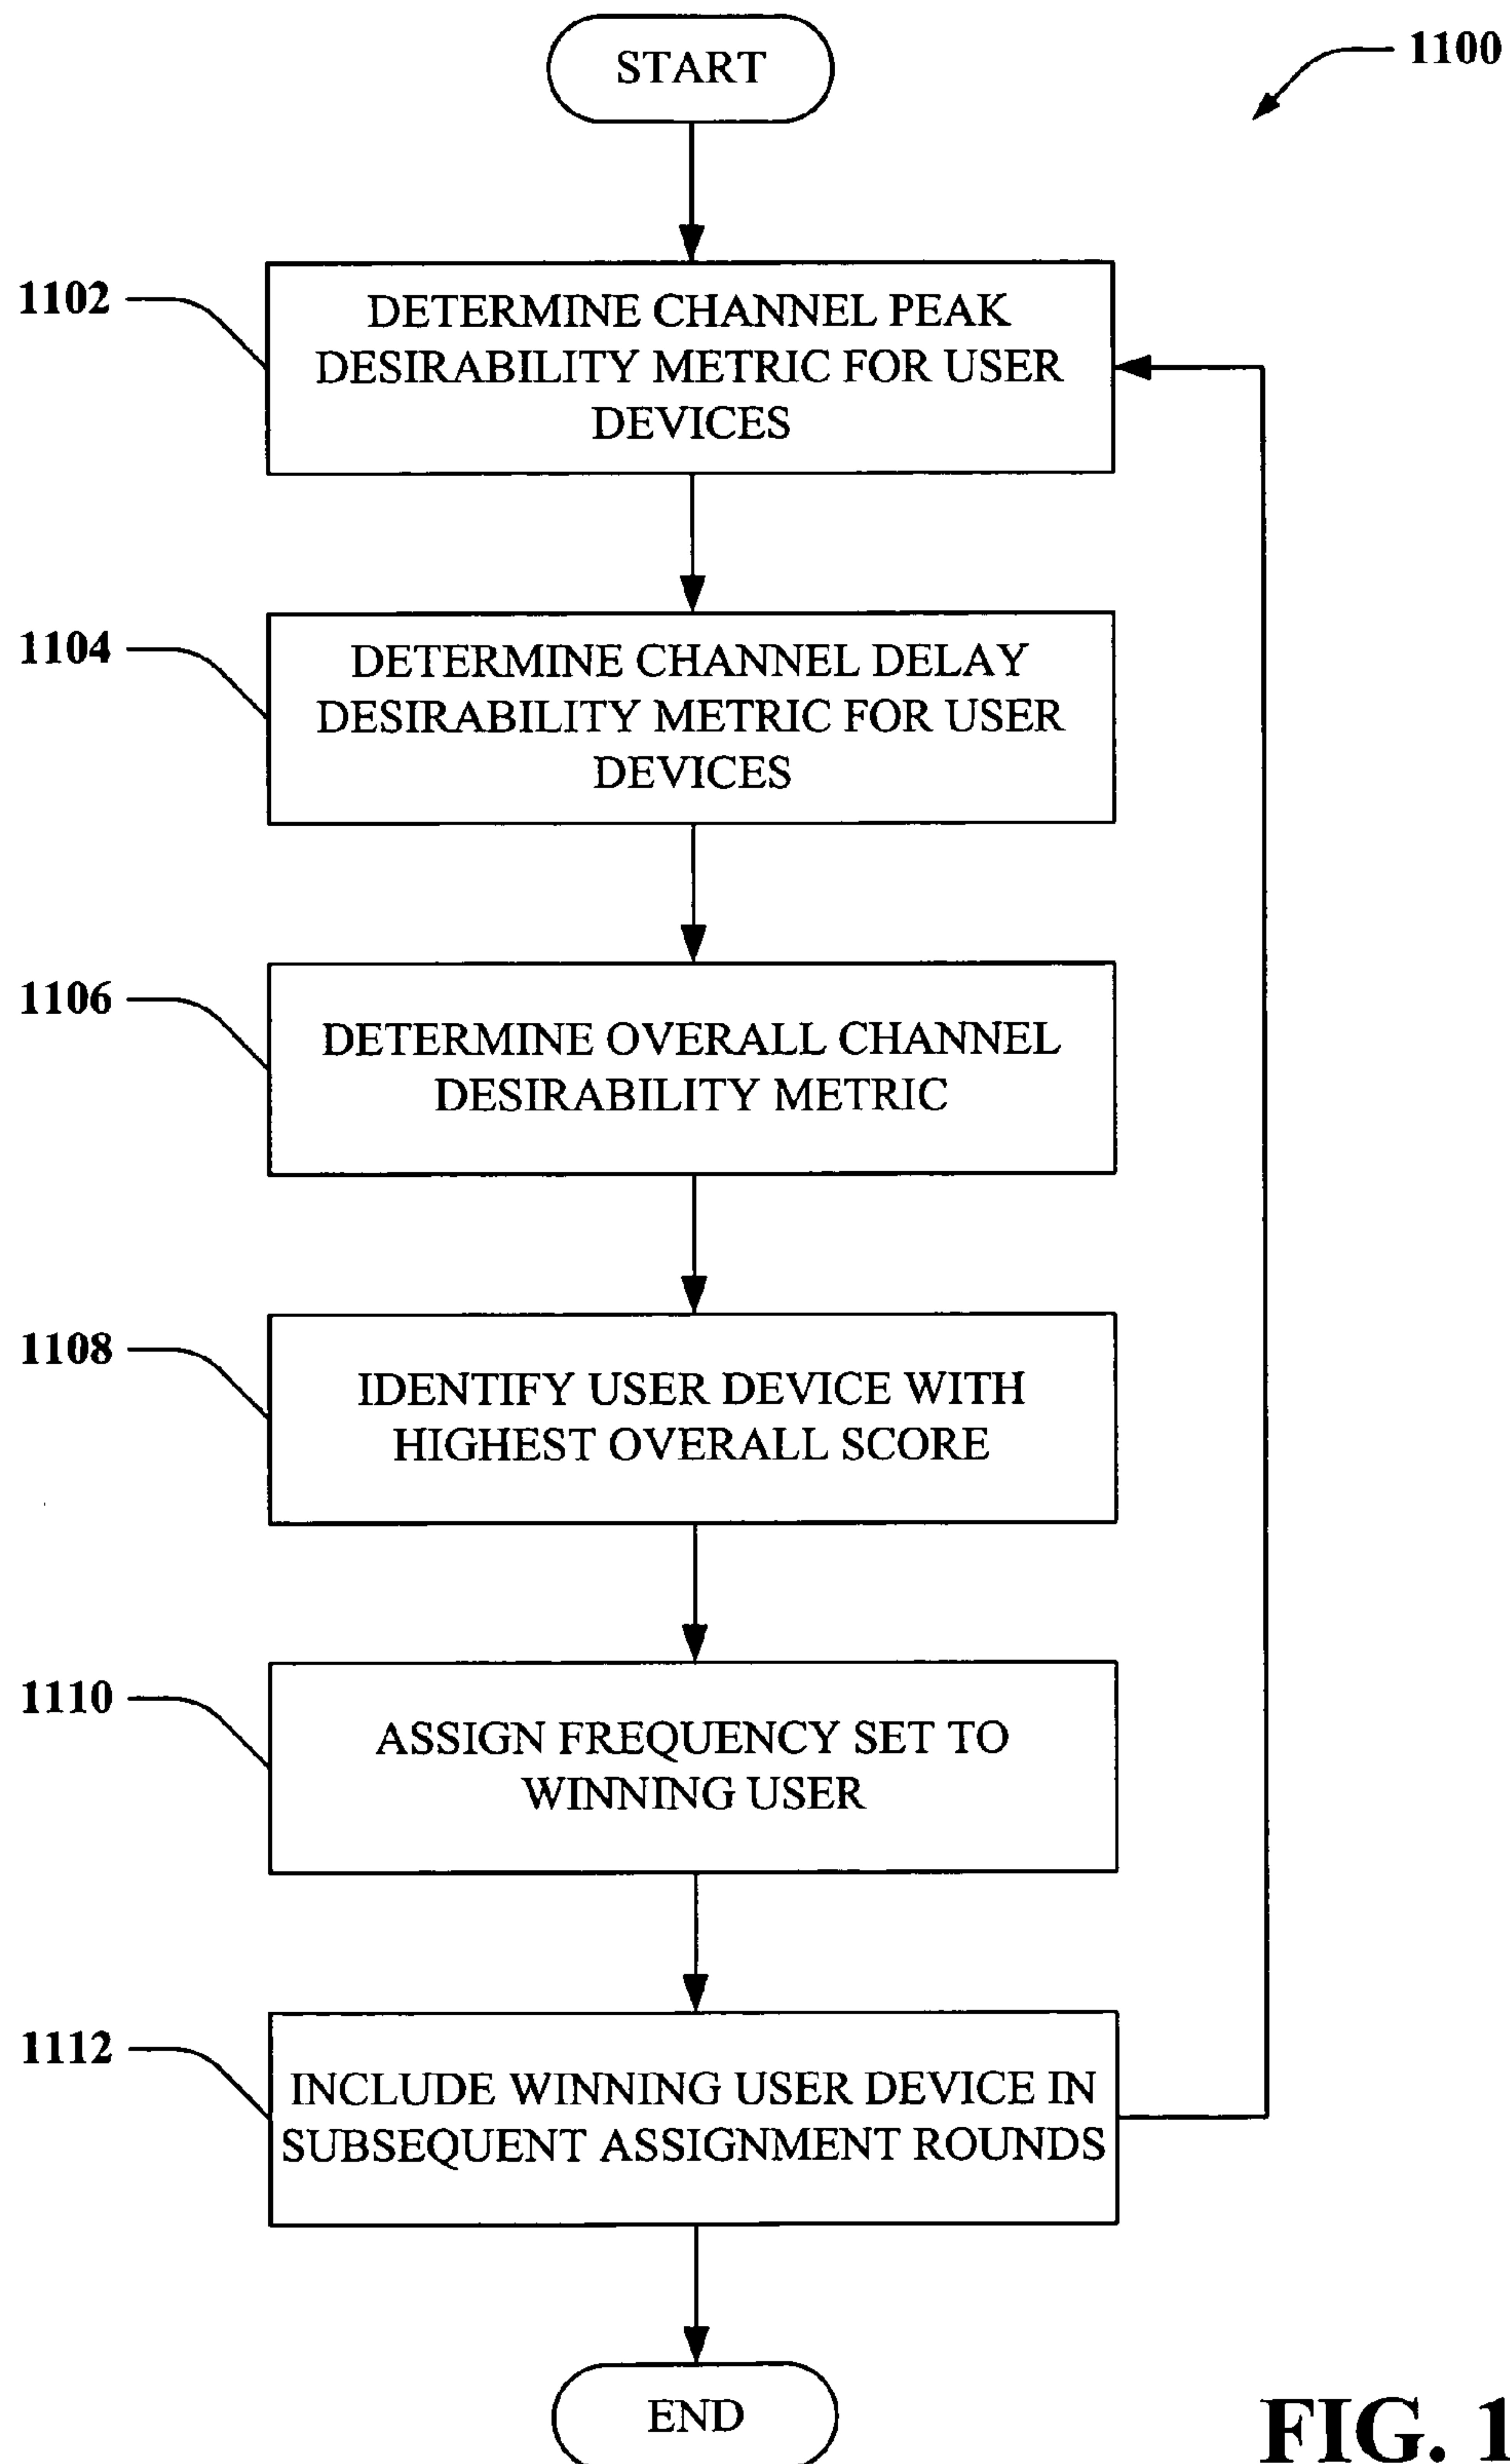 START
1100
1102
DETERMINE CHANNEL PEAK
DESIRABILITY METRIC FOR USER
DEVICES
1104
DETERMINE CHANNEL DELAY
DESIRABILITY METRIC FOR USER
DEVICES
1106
DETERMINE OVERALL CHANNEL
DESIRABILITY METRIC
1108
IDENTIFY USER DEVICE WITH
HIGHEST OVERALL SCORE
1110
ASSIGN FREQUENCY SET TO
WINNING USER
1112
INCLUDE WINNING USER DEVICE IN
SUBSEQUENT ASSIGNMENT ROUNDS
END
FIG. 1